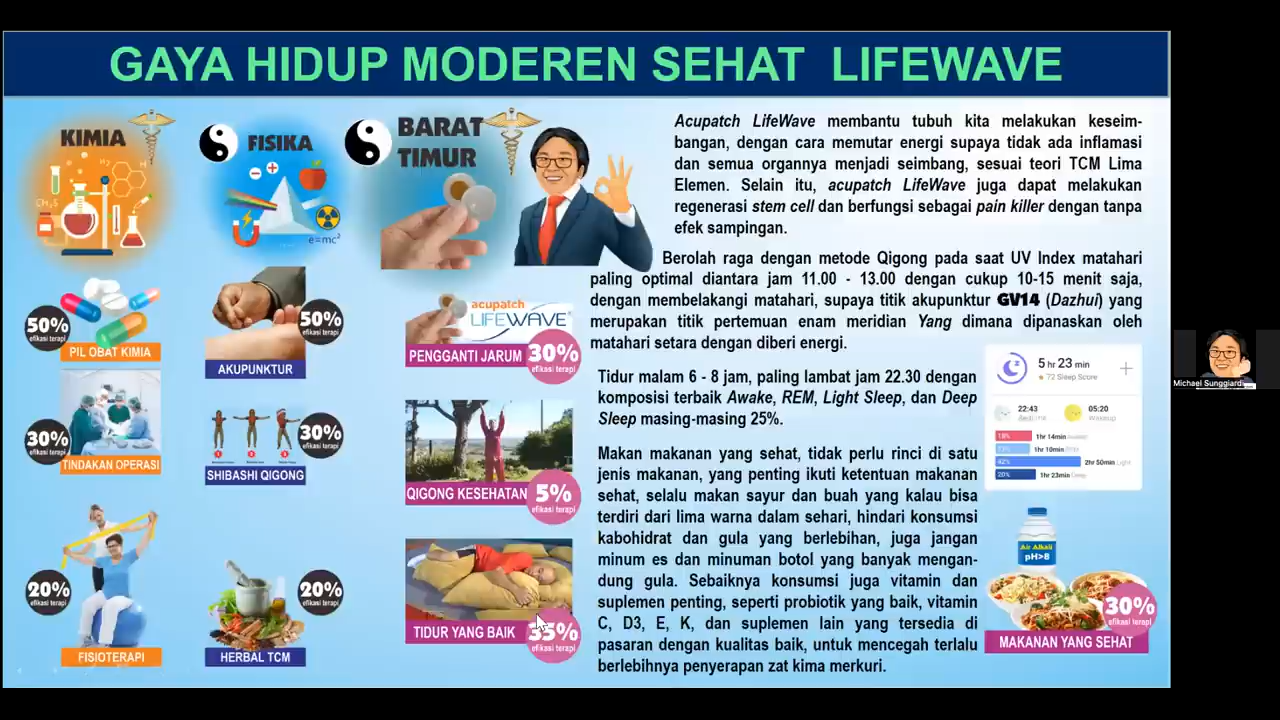 GAYA HIDUP MODEREN SEHAT LIFEWAVE
KIMIA
CH₃S
H₂
FISIKA
e=mc²
BARAT
TIMUR
50%
efikasi terapi
PIL OBAT KIMIA
30%
efikasi terapi
TINDAKAN OPERASI
20%
efikasi terapi
FISIOTERAPI
50%
efikasi terapi
AKUPUNKTUR
30%
efikasi terapi
1
2
3
SHIBASHI QIGONG
20%
efikasi terapi
HERBAL TCM
acupatch
LIFEWAVE
PENGGANTI JARUM
30%
efikasi terapi
QIGONG KESEHATAN
5%
efikasi terapi
TIDUR YANG BAIK
35%
efikasi terapi
Acupatch LifeWave membantu tubuh kita melakukan keseim-
bangan, dengan cara memutar energi supaya tidak ada inflamasi
dan semua organnya menjadi seimbang, sesuai teori TCM Lima
Elemen. Selain itu, acupatch LifeWave juga dapat melakukan
regenerasi stem cell dan berfungsi sebagai pain killer dengan tanpa
efek sampingan.
Berolah raga dengan metode Qigong pada saat UV Index matahari
paling optimal diantara jam 11.00 - 13.00 dengan cukup 10-15 menit saja,
dengan membelakangi matahari, supaya titik akupunktur GV14 (Dazhui) yang
merupakan titik pertemuan enam meridian Yang dimana dipanaskan oleh
matahari setara dengan diberi energi.
Tidur malam 6 - 8 jam, paling lambat jam 22.30 dengan
komposisi terbaik Awake, REM, Light Sleep, dan Deep
Sleep masing-masing 25%.
Makan makanan yang sehat, tidak perlu rinci di satu
jenis makanan, yang penting ikuti ketentuan makanan
sehat, selalu makan sayur dan buah yang kalau bisa
terdiri dari lima warna dalam sehari, hindari konsumsi
kabohidrat dan gula yang berlebihan, juga jangan
minum es dan minuman botol yang banyak mengan-
dung gula. Sebaiknya konsumsi juga vitamin dan
suplemen penting, seperti probiotik yang baik, vitamin
C, D3, E, K, dan suplemen lain yang tersedia di
pasaran dengan kualitas baik, untuk mencegah terlalu
berlebihnya penyerapan zat kima merkuri.
5 hr 23 min
72 Sleep Score
22:43
Bedtime
05:20
Wakeup
1hr 14min Awake
1hr 10min REM
42%
2hr 50min Light
20%
1hr 23min Deep
Air Alkali
pH>8
30%
efikasi terapi
MAKANAN YANG SEHAT
Michael Sunggiardi